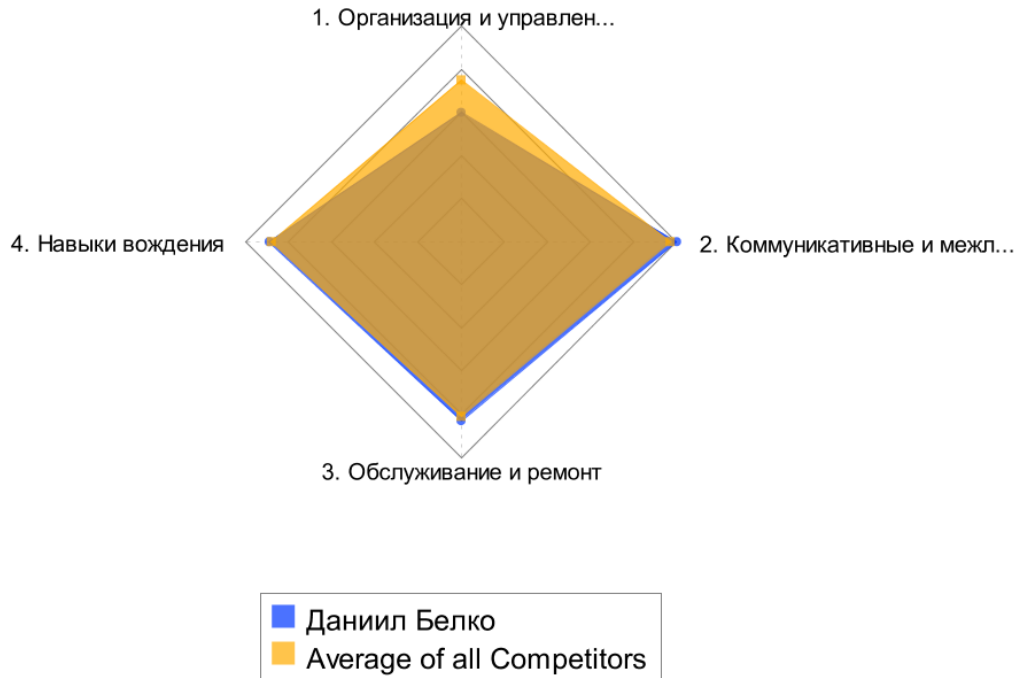 1. Организация и управлен...
4. Навыки вождения
2. Коммуникативные и межл...
3. Обслуживание и ремонт
Даниил Белко
Average of all Competitors